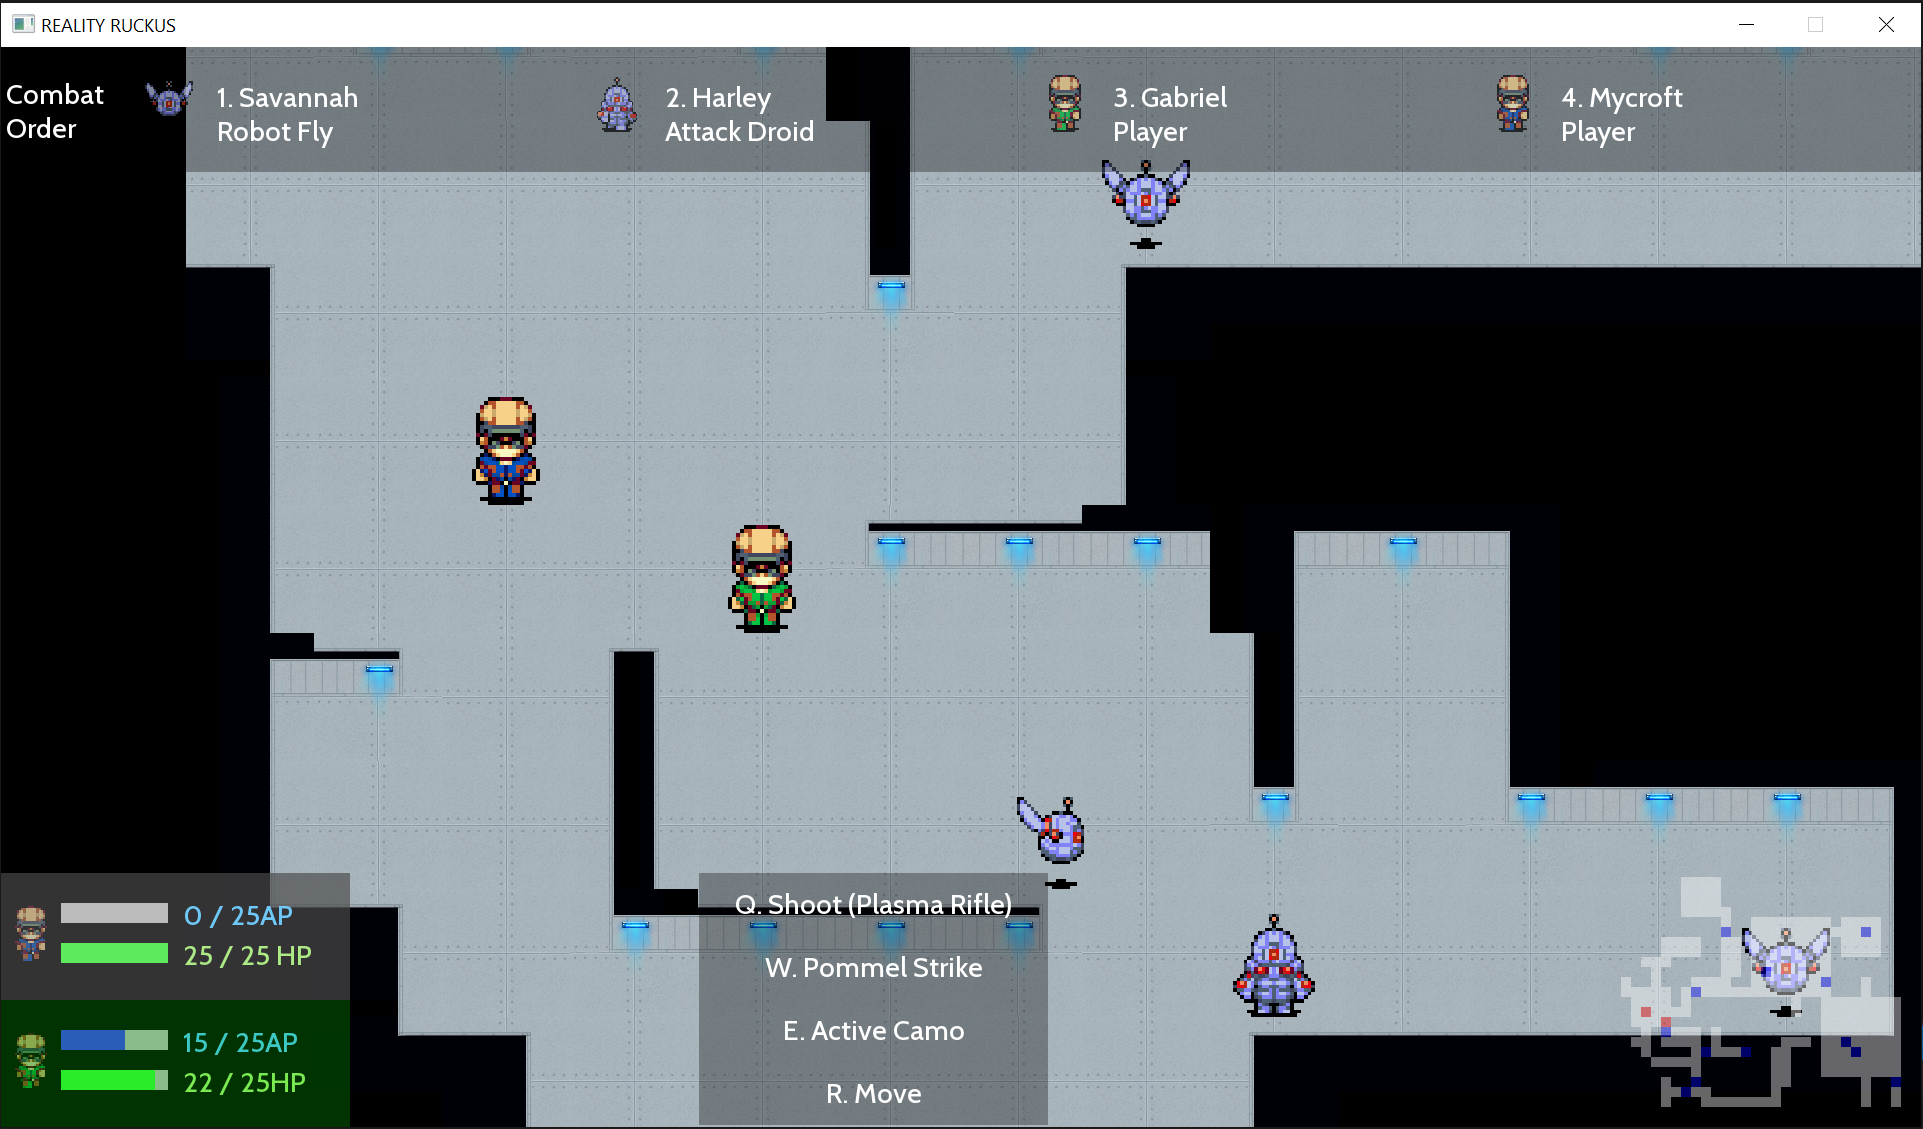 REALITY RUCKUS
Combat
Order
1. Savannah
Robot Fly
2. Harley
Attack Droid
3. Gabriel
Player
4. Mycroft
Player
0 / 25AP
25 / 25 HP
15 / 25AP
22 / 25HP
Q. Shoot (Plasma Rifle)
W. Pommel Strike
E. Active Camo
R. Move